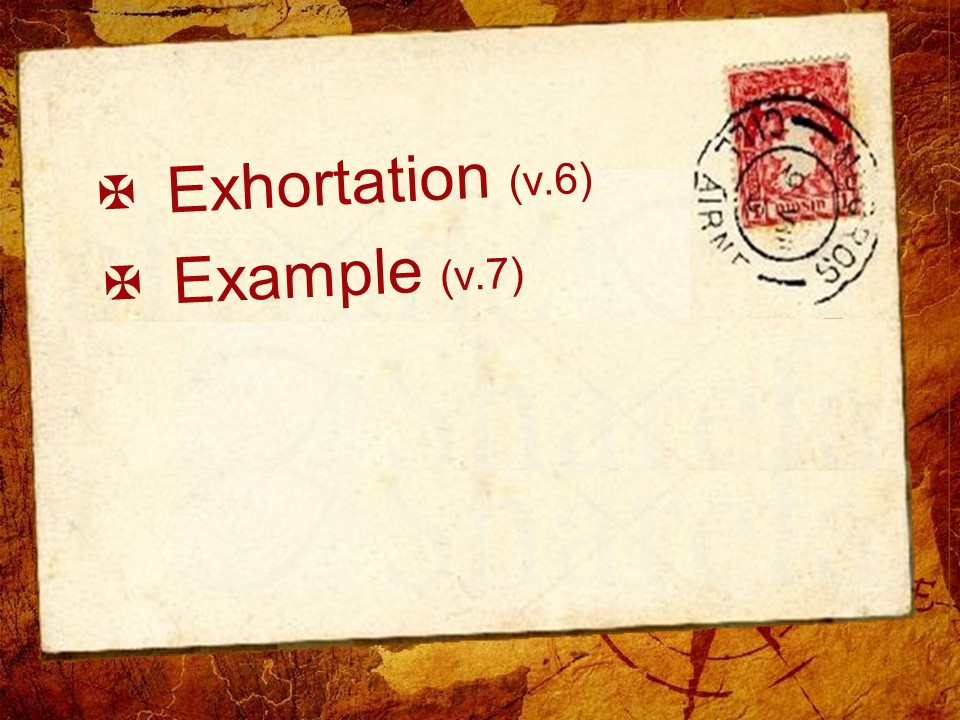 ✠ Exhortation (v.6)
✠ Example (v.7)